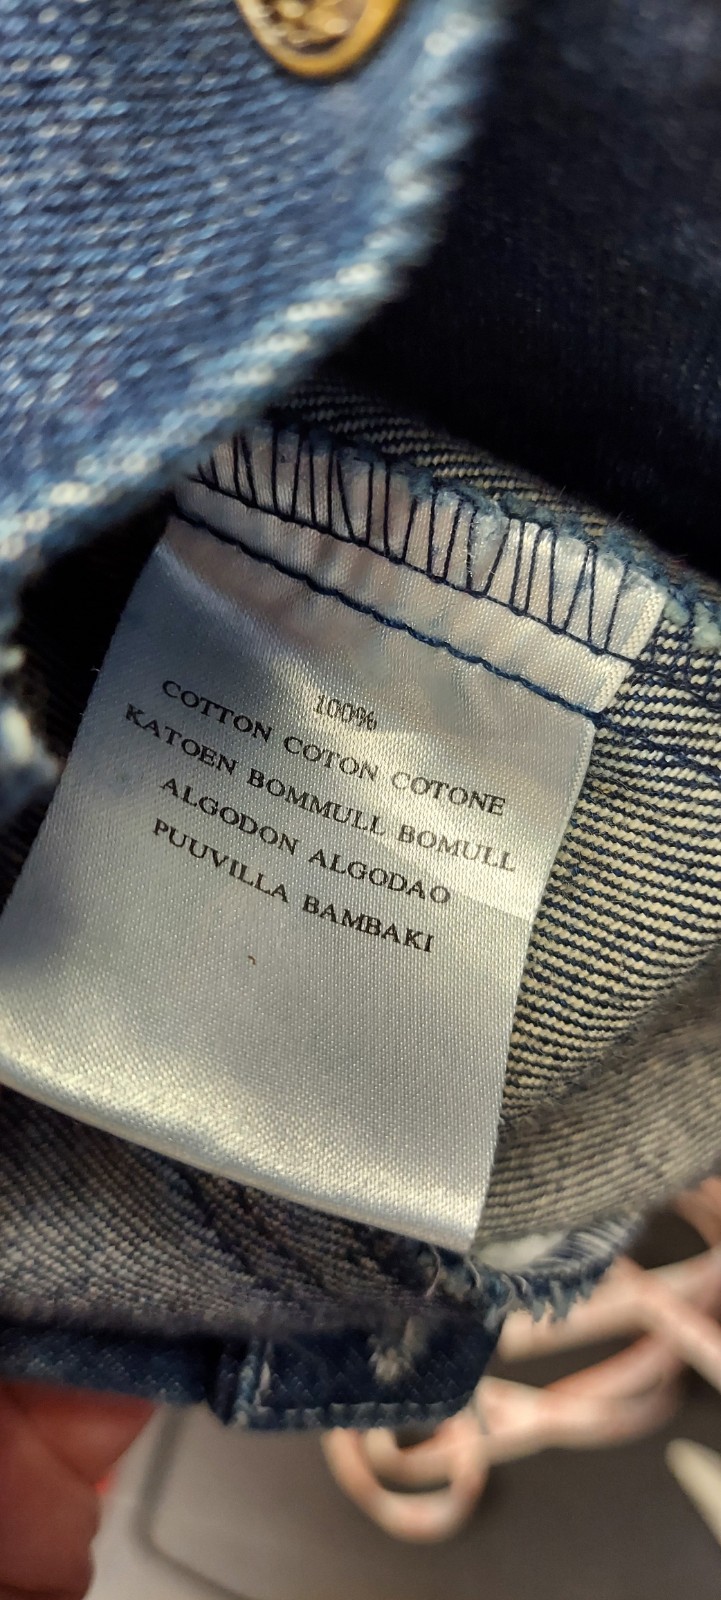 100%
COTTON COTON COTONE
KATOEN BOMMULL BOMULL
ALGODON ALGODAO
PUUVILLA BAMBAKI